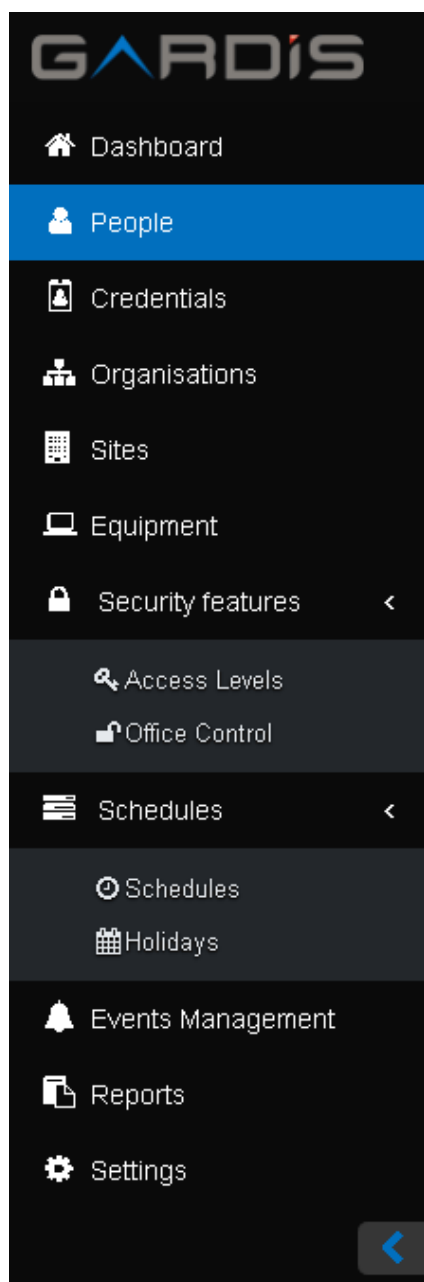 GARDiS
Dashboard
People
Credentials
Organisations
Sites
Equipment
Security features
Access Levels
Office Control
Schedules
Schedules
Holidays
Events Management
Reports
Settings